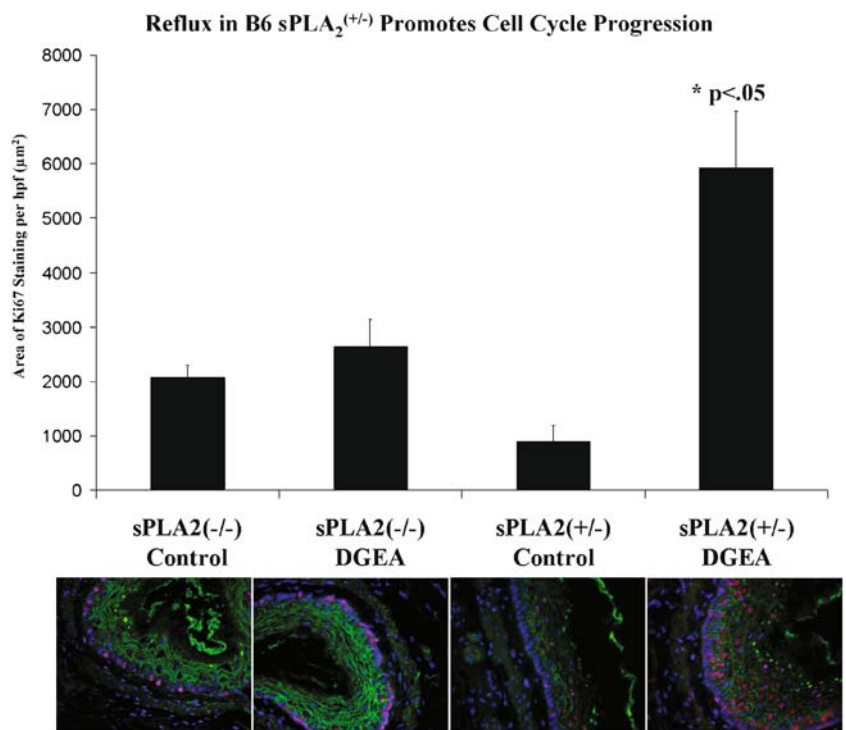 Reflux in B6 sPLA₂⁽⁺/⁻⁾ Promotes Cell Cycle Progression
8000
* p<.05
7000
6000
5000
4000
3000
2000
1000
0
Area of Ki67 Staining per hpf (µm²)
sPLA2(-/-)
Control
sPLA2(-/-)
DGEA
sPLA2(+/-)
Control
sPLA2(+/-)
DGEA